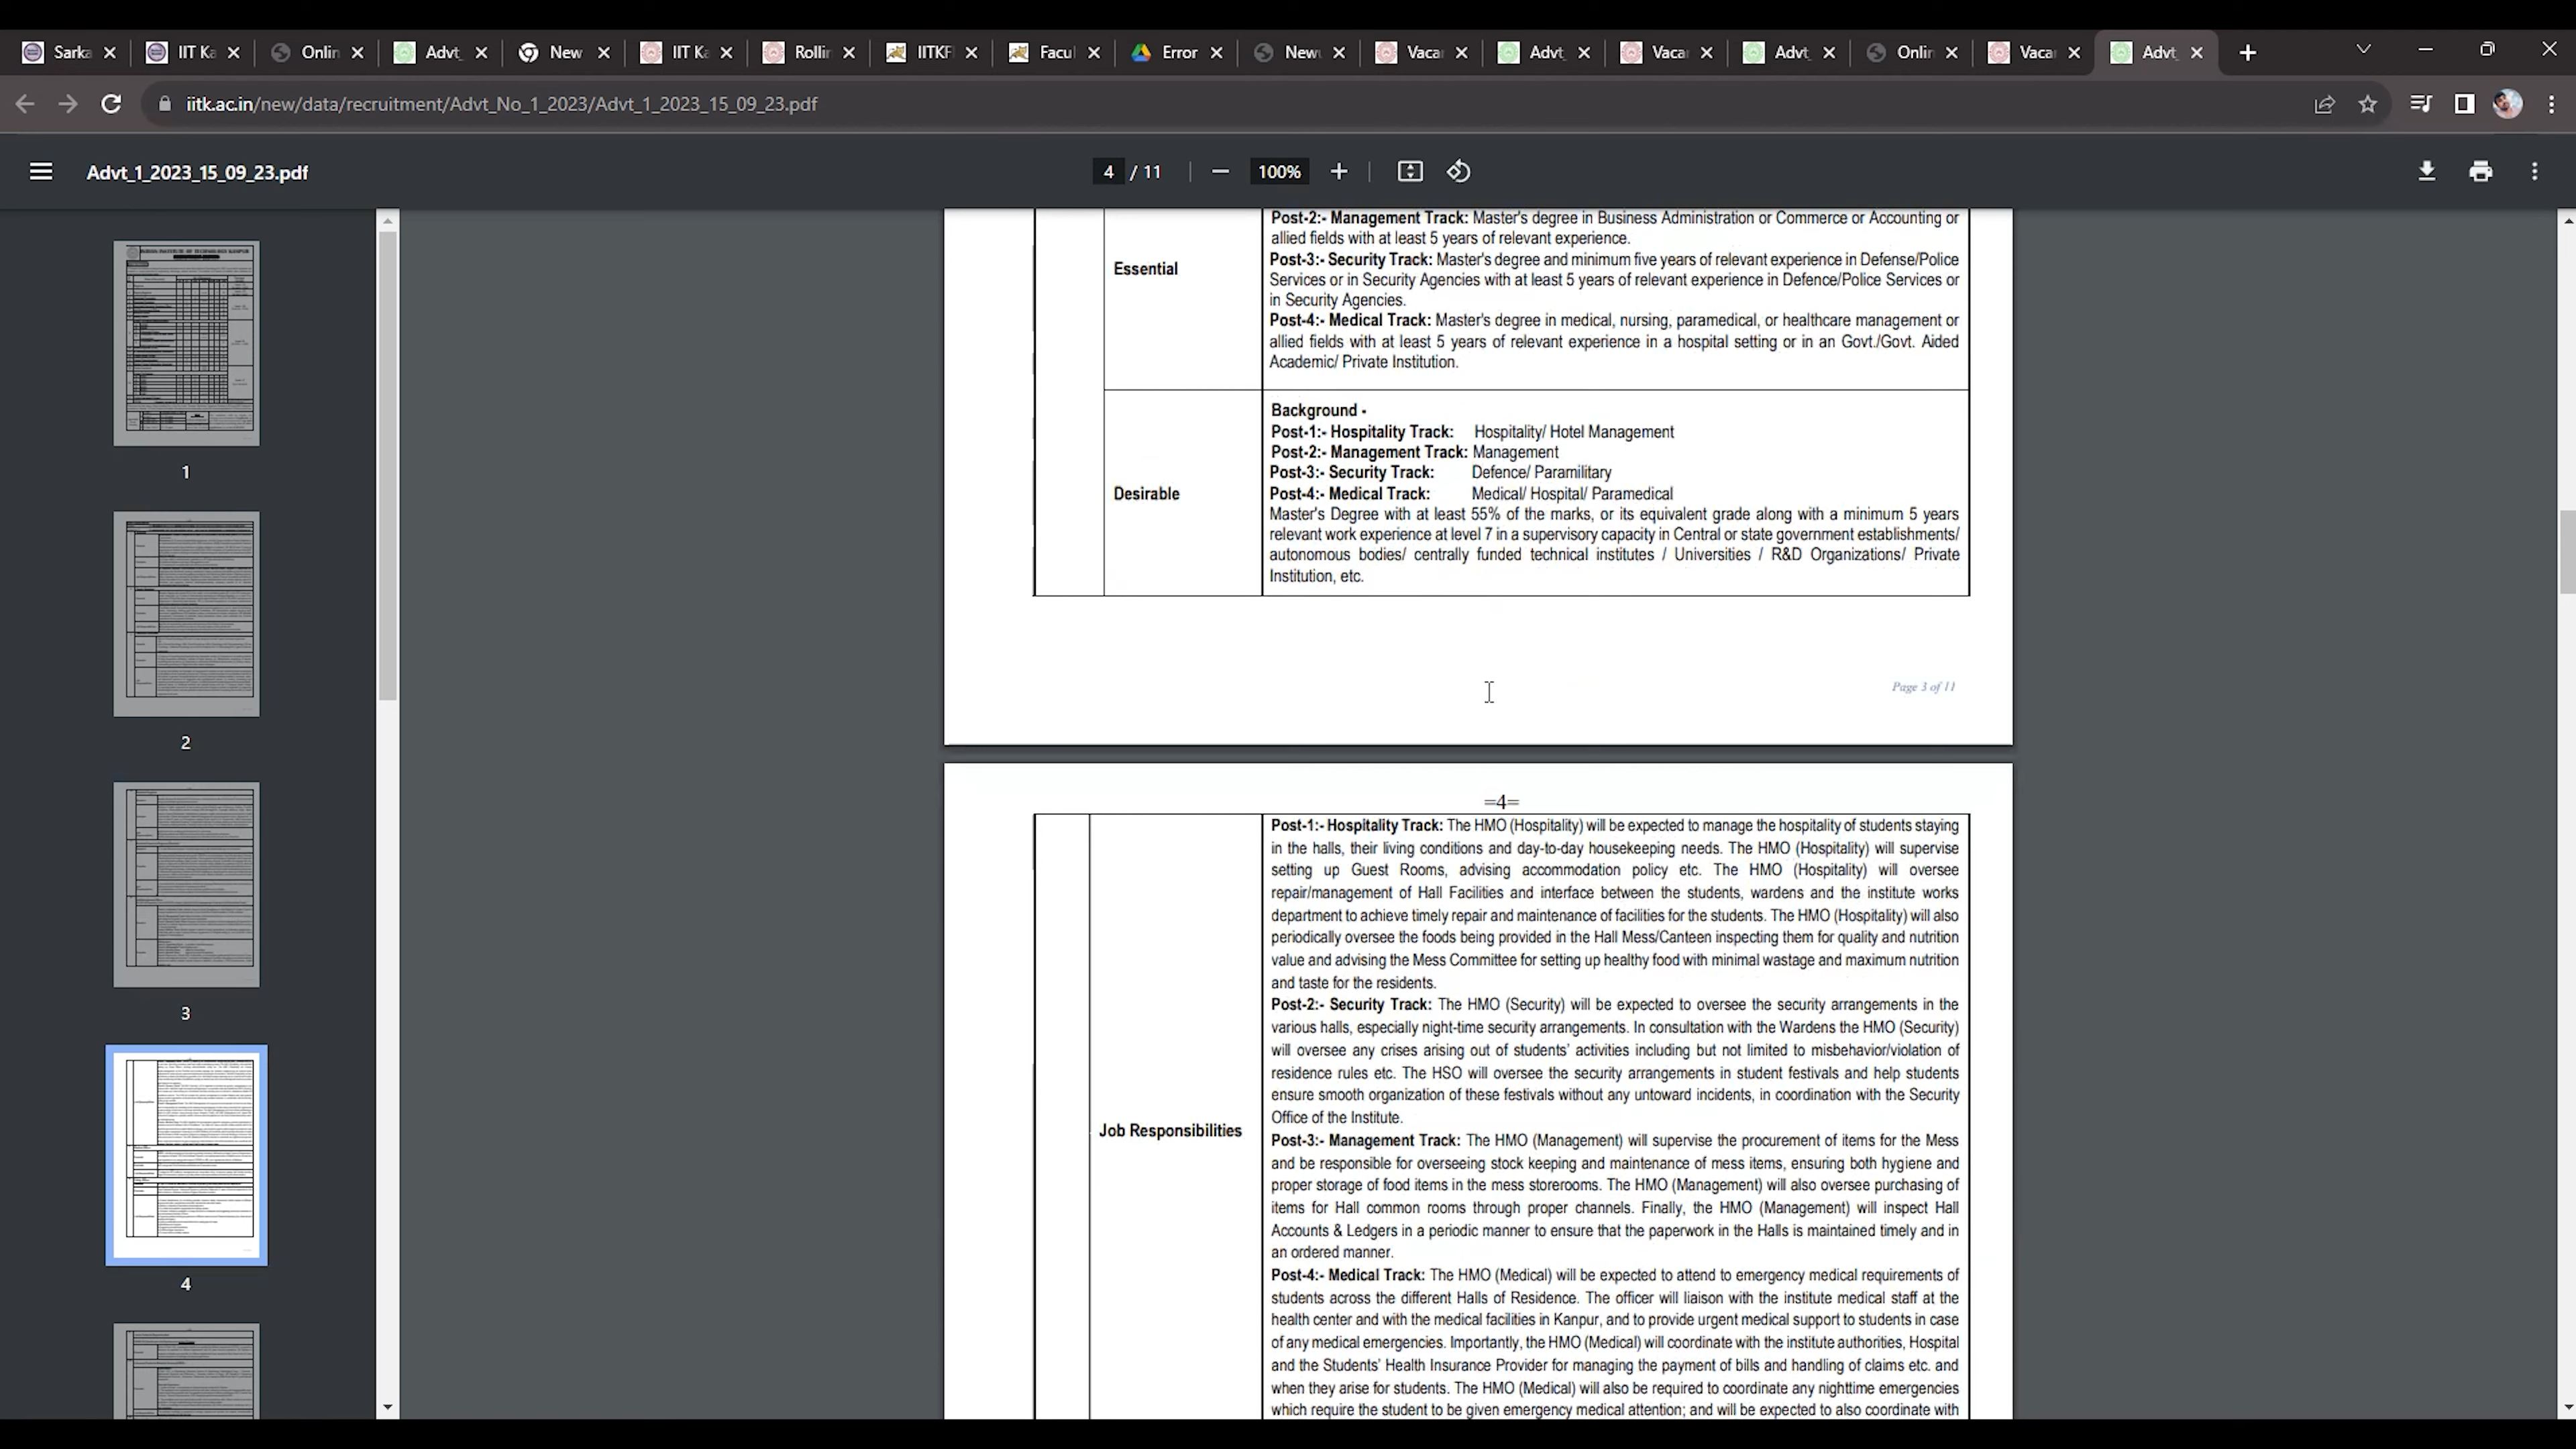 Sarka
IIT Ka
Onlin
Advt_
New
IIT Ka
Rollin
IITKFI
Facul
Error
New
Vacar
Advt_
Vacar
Advt_
Onlin
Vacar
Advt_
iitk.ac.in/new/data/recruitment/Advt_No_1_2023/Advt_1_2023_15_09_23.pdf
Advt_1_2023_15_09_23.pdf
4 / 11
100%
1
2
3
4
Essential
Post-2:- Management Track: Master's degree in Business Administration or Commerce or Accounting or
allied fields with at least 5 years of relevant experience.
Post-3:- Security Track: Master's degree and minimum five years of relevant experience in Defense/Police
Services or in Security Agencies with at least 5 years of relevant experience in Defence/Police Services or
in Security Agencies.
Post-4:- Medical Track: Master's degree in medical, nursing, paramedical, or healthcare management or
allied fields with at least 5 years of relevant experience in a hospital setting or in an Govt./Govt. Aided
Academic/ Private Institution.
Desirable
Background -
Post-1:- Hospitality Track: Hospitality/ Hotel Management
Post-2:- Management Track: Management
Post-3:- Security Track: Defence/ Paramilitary
Post-4:- Medical Track: Medical/ Hospital/ Paramedical
Master's Degree with at least 55% of the marks, or its equivalent grade along with a minimum 5 years
relevant work experience at level 7 in a supervisory capacity in Central or state government establishments/
autonomous bodies/ centrally funded technical institutes / Universities / R&D Organizations/ Private
Institution, etc.
Page 3 of 11
=4=
Job Responsibilities
Post-1:- Hospitality Track: The HMO (Hospitality) will be expected to manage the hospitality of students staying
in the halls, their living conditions and day-to-day housekeeping needs. The HMO (Hospitality) will supervise
setting up Guest Rooms, advising accommodation policy etc. The HMO (Hospitality) will oversee
repair/management of Hall Facilities and interface between the students, wardens and the institute works
department to achieve timely repair and maintenance of facilities for the students. The HMO (Hospitality) will also
periodically oversee the foods being provided in the Hall Mess/Canteen inspecting them for quality and nutrition
value and advising the Mess Committee for setting up healthy food with minimal wastage and maximum nutrition
and taste for the residents.
Post-2:- Security Track: The HMO (Security) will be expected to oversee the security arrangements in the
various halls, especially night-time security arrangements. In consultation with the Wardens the HMO (Security)
will oversee any crises arising out of students' activities including but not limited to misbehavior/violation of
residence rules etc. The HSO will oversee the security arrangements in student festivals and help students
ensure smooth organization of these festivals without any untoward incidents, in coordination with the Security
Office of the Institute.
Post-3:- Management Track: The HMO (Management) will supervise the procurement of items for the Mess
and be responsible for overseeing stock keeping and maintenance of mess items, ensuring both hygiene and
proper storage of food items in the mess storerooms. The HMO (Management) will also oversee purchasing of
items for Hall common rooms through proper channels. Finally, the HMO (Management) will inspect Hall
Accounts & Ledgers in a periodic manner to ensure that the paperwork in the Halls is maintained timely and in
an ordered manner.
Post-4:- Medical Track: The HMO (Medical) will be expected to attend to emergency medical requirements of
students across the different Halls of Residence. The officer will liaison with the institute medical staff at the
health center and with the medical facilities in Kanpur, and to provide urgent medical support to students in case
of any medical emergencies. Importantly, the HMO (Medical) will coordinate with the institute authorities, Hospital
and the Students' Health Insurance Provider for managing the payment of bills and handling of claims etc. and
when they arise for students. The HMO (Medical) will also be required to coordinate any nighttime emergencies
which require the student to be given emergency medical attention; and will be expected to also coordinate with